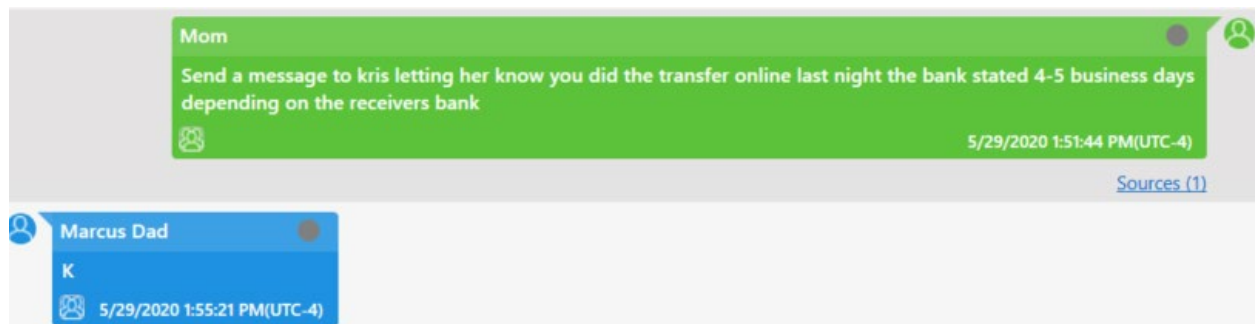 Mom
Send a message to kris letting her know you did the transfer online last night the bank stated 4-5 business days
depending on the receivers bank
5/29/2020 1:51:44 PM(UTC-4)
Sources (1)
Marcus Dad
K
5/29/2020 1:55:21 PM(UTC-4)